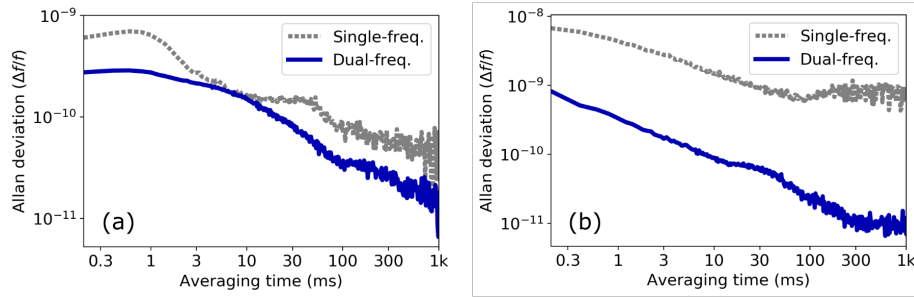 10⁻⁹
10⁻¹⁰
10⁻¹¹
Allan deviation (Δf/f)
Single-freq.
Dual-freq.
(a)
0.3 1 3 10 30 100 300 1k
Averaging time (ms)
10⁻⁸
10⁻⁹
10⁻¹⁰
10⁻¹¹
Allan deviation (Δf/f)
Single-freq.
Dual-freq.
(b)
0.3 1 3 10 30 100 300 1k
Averaging time (ms)